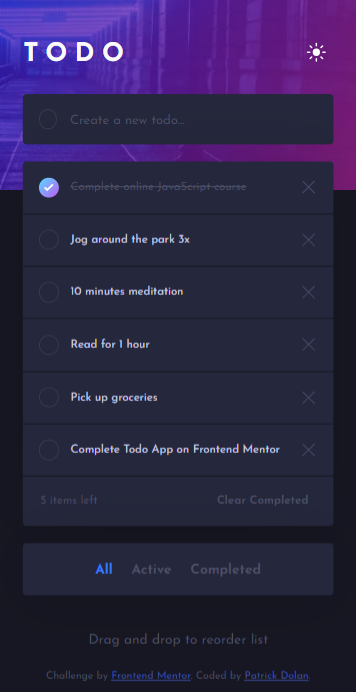 TODO
Create a new todo...
Complete online JavaScript course
Jog around the park 3x
10 minutes meditation
Read for 1 hour
Pick up groceries
Complete Todo App on Frontend Mentor
5 items left Clear Completed
All Active Completed
Drag and drop to reorder list
Challenge by Frontend Mentor. Coded by Patrick Dolan.